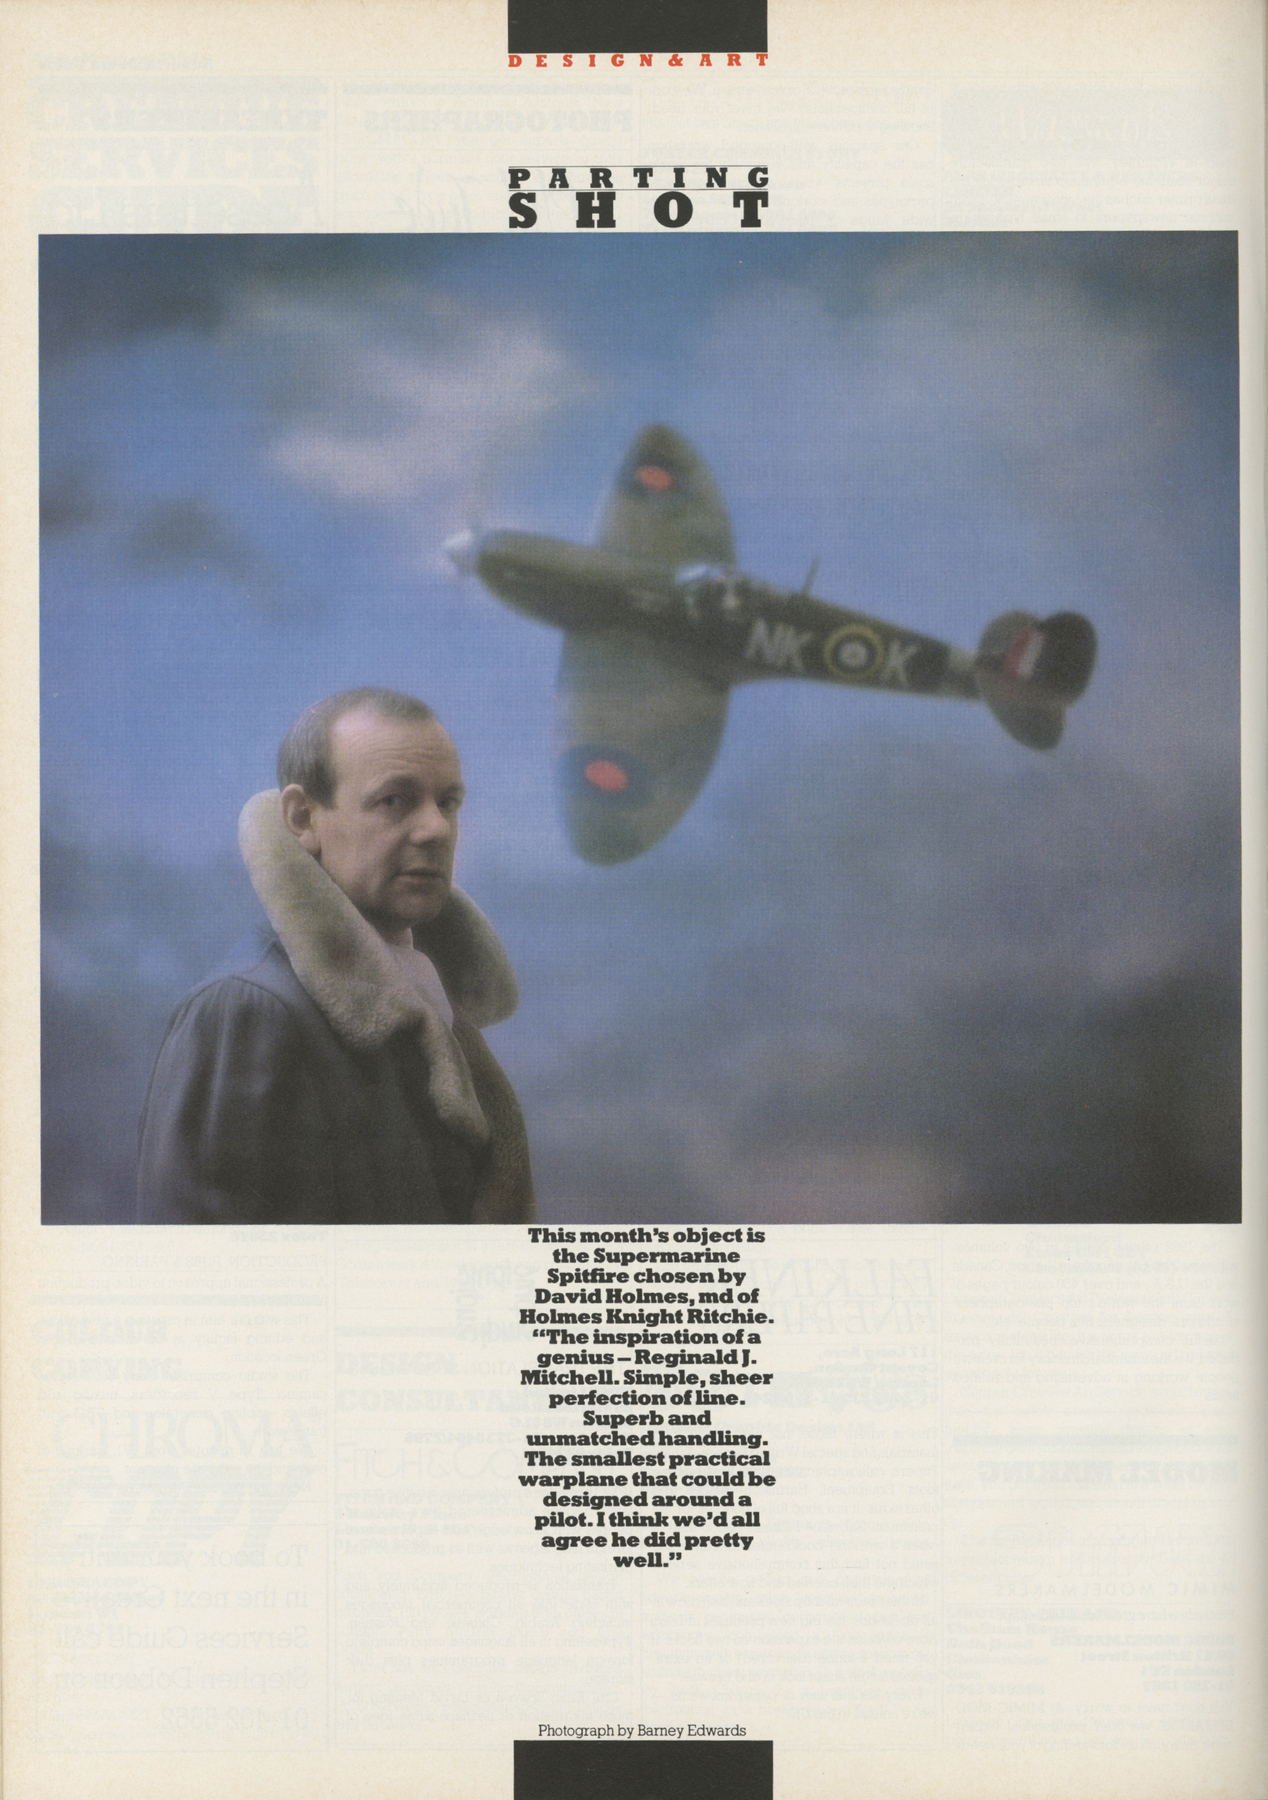 DESIGN&ART
PARTING
SHOT
NK K
This month's object is
the Supermarine
Spitfire chosen by
David Holmes, md of
Holmes Knight Ritchie.
“The inspiration of a
genius – Reginald J.
Mitchell. Simple, sheer
perfection of line.
Superb and
unmatched handling.
The smallest practical
warplane that could be
designed around a
pilot. I think we'd all
agree he did pretty
well.”
Photograph by Barney Edwards